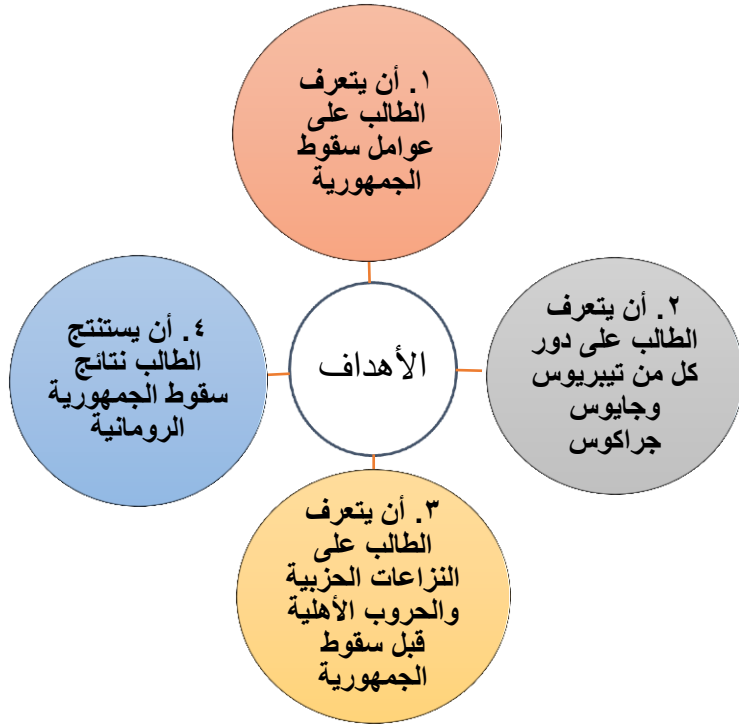 الأهداف
١. أن يتعرف
الطالب على
عوامل سقوط
الجمهورية
٢. أن يتعرف
الطالب على دور
كل من تيبريوس
وجايوس
جراكوس
٣. أن يتعرف
الطالب على
النزاعات الحزبية
والحروب الأهلية
قبل سقوط
الجمهورية
٤. أن يستنتج
الطالب نتائج
سقوط الجمهورية
الرومانية